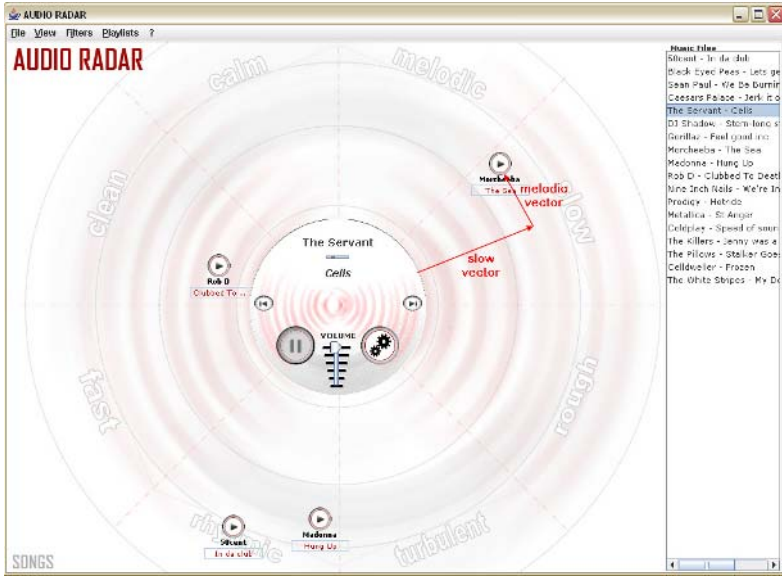 AUDIO RADAR
File View Filters Playlists ?
AUDIO RADAR
calm
melodic
clean
slow
fast
rough
rhythmic
turbulent
Morcheeba
The Sea
melodic
vector
slow
vector
The Servant
Cells
VOLUME
Rob D
Clubbed To ...
50cent
In da club
Madonna
Hung Up
SONGS
Music Files
50cent - In da club
Black Eyed Peas - Lets ge
Sean Paul - We Be Burnin
Caesars Palace - Jerk it o
The Servant - Cells
DJ Shadow - Stem-long s
Gorillaz - Feel good inc
Morcheeba - The Sea
Madonna - Hung Up
Rob D - Clubbed To Deatl
Nine Inch Nails - We're In
Prodigy - Hotride
Metallica - St Anger
Coldplay - Speed of soun
The Killers - Jenny was a
The Pillows - Stalker Goes
Celldweller - Frozen
The White Stripes - My Do